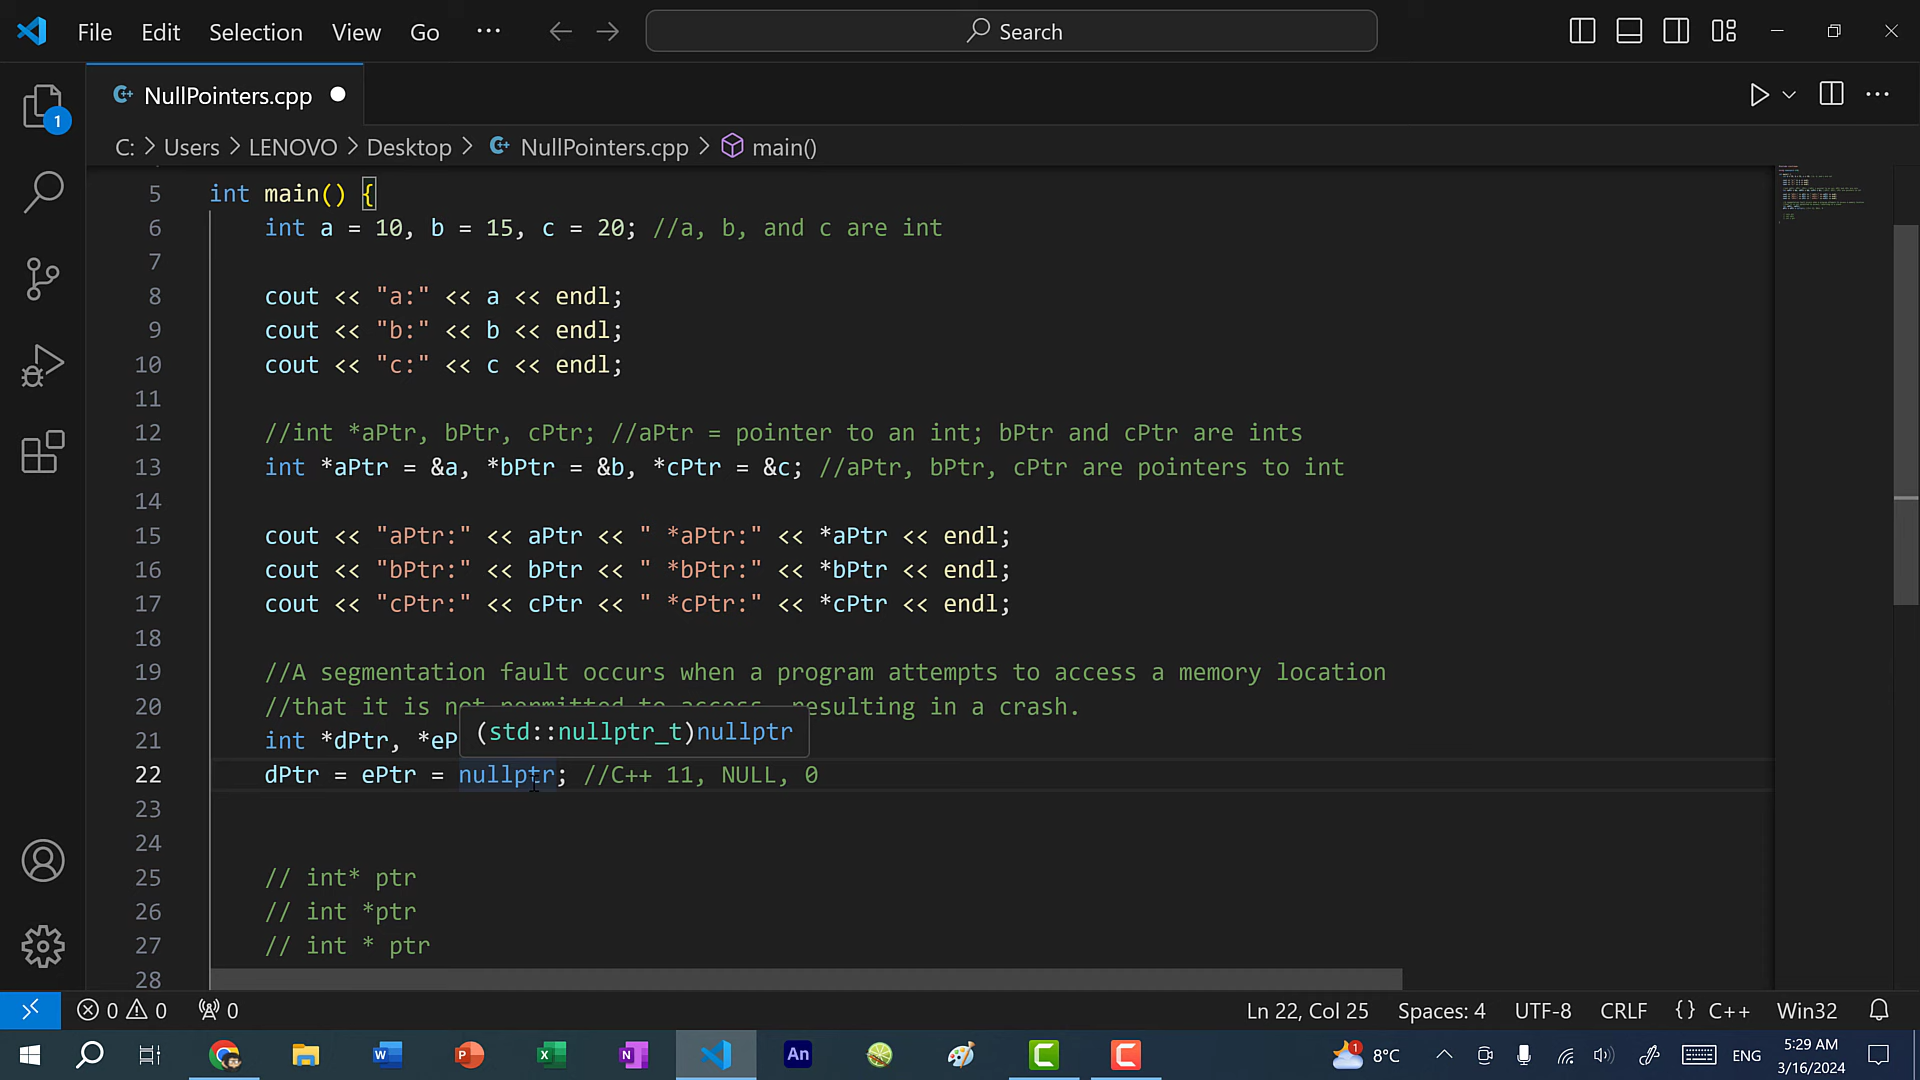 File Edit Selection View Go ··· Search
NullPointers.cpp
C: > Users > LENOVO > Desktop > NullPointers.cpp > main()
5 int main() {
6 int a = 10, b = 15, c = 20; //a, b, and c are int
7
8 cout << "a:" << a << endl;
9 cout << "b:" << b << endl;
10 cout << "c:" << c << endl;
11
12 //int *aPtr, bPtr, cPtr; //aPtr = pointer to an int; bPtr and cPtr are ints
13 int *aPtr = &a, *bPtr = &b, *cPtr = &c; //aPtr, bPtr, cPtr are pointers to int
14
15 cout << "aPtr:" << aPtr << " *aPtr:" << *aPtr << endl;
16 cout << "bPtr:" << bPtr << " *bPtr:" << *bPtr << endl;
17 cout << "cPtr:" << cPtr << " *cPtr:" << *cPtr << endl;
18
19 //A segmentation fault occurs when a program attempts to access a memory location
20 //that it is not permitted to access, resulting in a crash.
(std::nullptr_t)nullptr
21 int *dPtr, *eP
22 dPtr = ePtr = nullptr; //C++ 11, NULL, 0
23
24
25 // int* ptr
26 // int *ptr
27 // int * ptr
28
0 0 0 Ln 22, Col 25 Spaces: 4 UTF-8 CRLF {} C++ Win32
8°C ENG 5:29 AM
3/16/2024